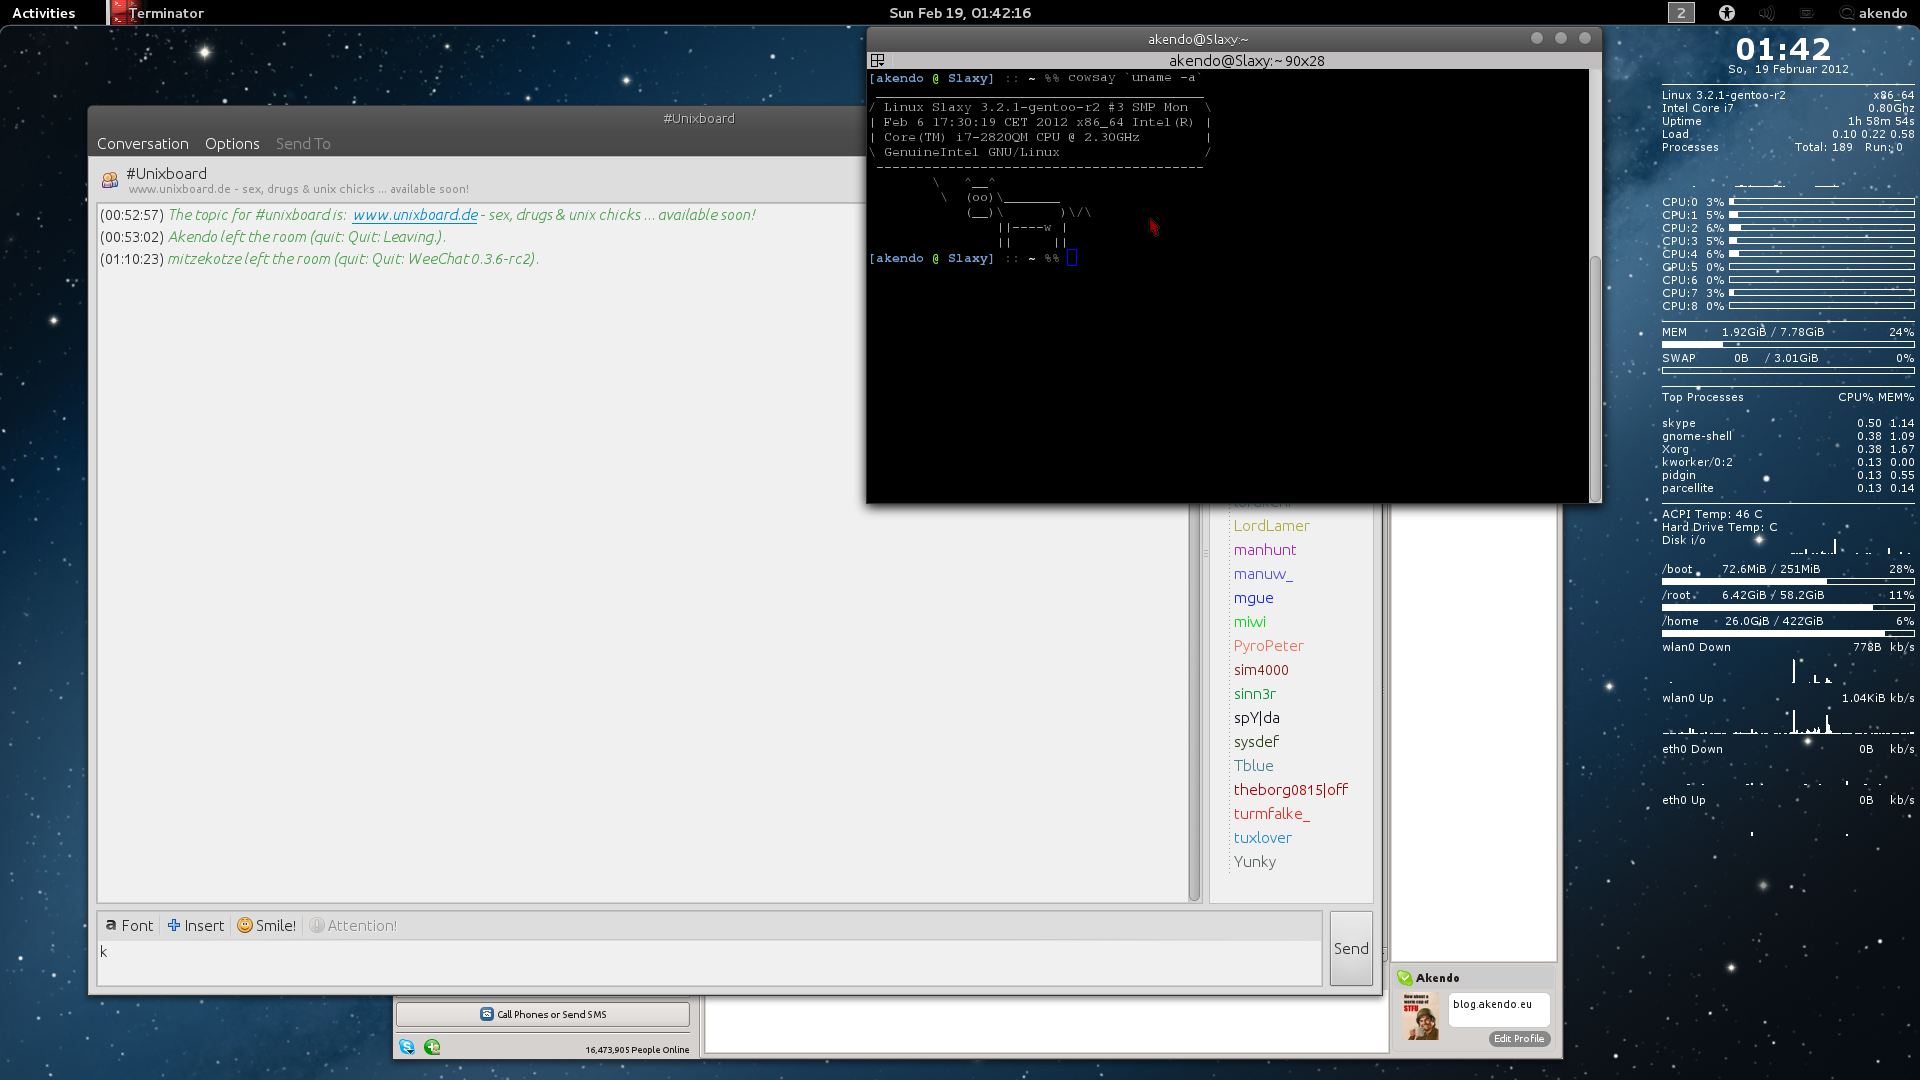 Activities
Terminator
Sun Feb 19, 01:42:16
2
akendo
#Unixboard
Conversation Options Send To
#Unixboard
www.unixboard.de - sex, drugs & unix chicks ... available soon!
(00:52:57) The topic for #unixboard is: www.unixboard.de - sex, drugs & unix chicks ... available soon!
(00:53:02) Akendo left the room (quit: Quit: Leaving.).
(01:10:23) mitzekotze left the room (quit: Quit: WeeChat 0.3.6-rc2).
akendo@Slaxy:~
akendo@Slaxy:~ 90x28
[akendo @ Slaxy] :: ~ %% cowsay `uname -a`
 _________________________________________
/ Linux Slaxy 3.2.1-gentoo-r2 #3 SMP Mon  \
| Feb 6 17:30:19 CET 2012 x86_64 Intel(R) |
| Core(TM) i7-2820QM CPU @ 2.30GHz        |
\ GenuineIntel GNU/Linux                  /
 -----------------------------------------
        \   ^__^
         \  (oo)\_______
            (__)\       )\/\
                ||----w |
                ||     ||
[akendo @ Slaxy] :: ~ %%
LordLamer
manhunt
manuw_
mgue
miwi
PyroPeter
sim4000
sinn3r
spY|da
sysdef
Tblue
theborg0815|off
turmfalke_
tuxlover
Yunky
Font Insert Smile! Attention!
k
Send
Call Phones or Send SMS
16,473,905 People Online
Akendo
How about a
warm cup of
STFU
blog.akendo.eu
Edit Profile
01:42
So, 19 Februar 2012
Linux 3.2.1-gentoo-r2 x86_64
Intel Core i7 0.80Ghz
Uptime 1h 58m 54s
Load 0.10 0.22 0.58
Processes Total: 189 Run: 0
CPU:0 3%
CPU:1 5%
CPU:2 6%
CPU:3 5%
CPU:4 6%
CPU:5 0%
CPU:6 0%
CPU:7 3%
CPU:8 0%
MEM 1.92GiB / 7.78GiB 24%
SWAP 0B / 3.01GiB 0%
Top Processes CPU% MEM%
skype 0.50 1.14
gnome-shell 0.38 1.09
Xorg 0.38 1.67
kworker/0:2 0.13 0.00
pidgin 0.13 0.55
parcellite 0.13 0.14
ACPI Temp: 46 C
Hard Drive Temp: C
Disk i/o
/boot 72.6MiB / 251MiB 28%
/root 6.42GiB / 58.2GiB 11%
/home 26.0GiB / 422GiB 6%
wlan0 Down 778B kb/s
wlan0 Up 1.04KiB kb/s
eth0 Down 0B kb/s
eth0 Up 0B kb/s